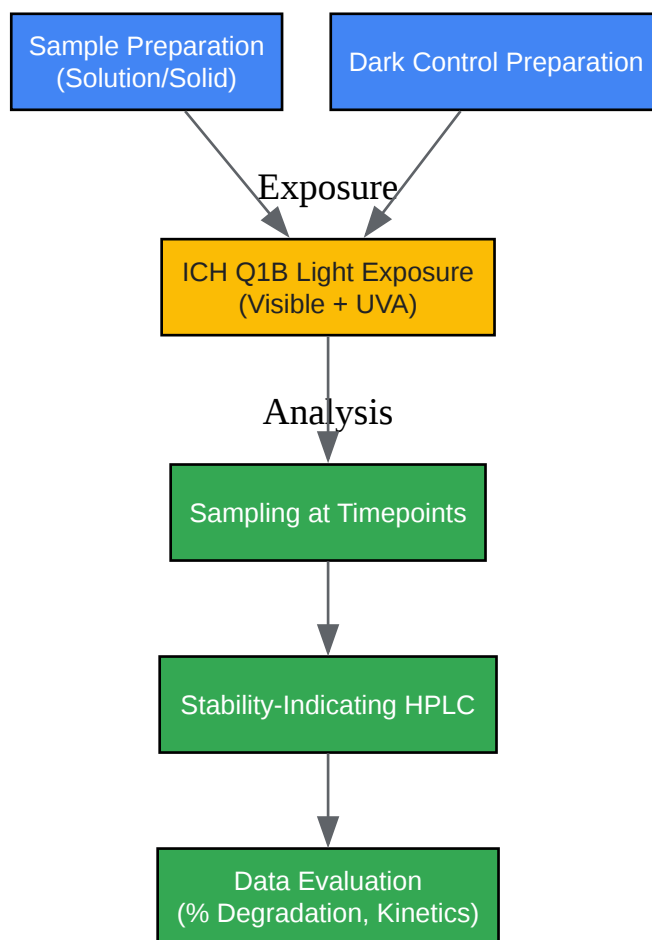 Sample Preparation
(Solution/Solid)
Dark Control Preparation
Exposure
ICH Q1B Light Exposure
(Visible + UVA)
Analysis
Sampling at Timepoints
Stability-Indicating HPLC
Data Evaluation
(% Degradation, Kinetics)